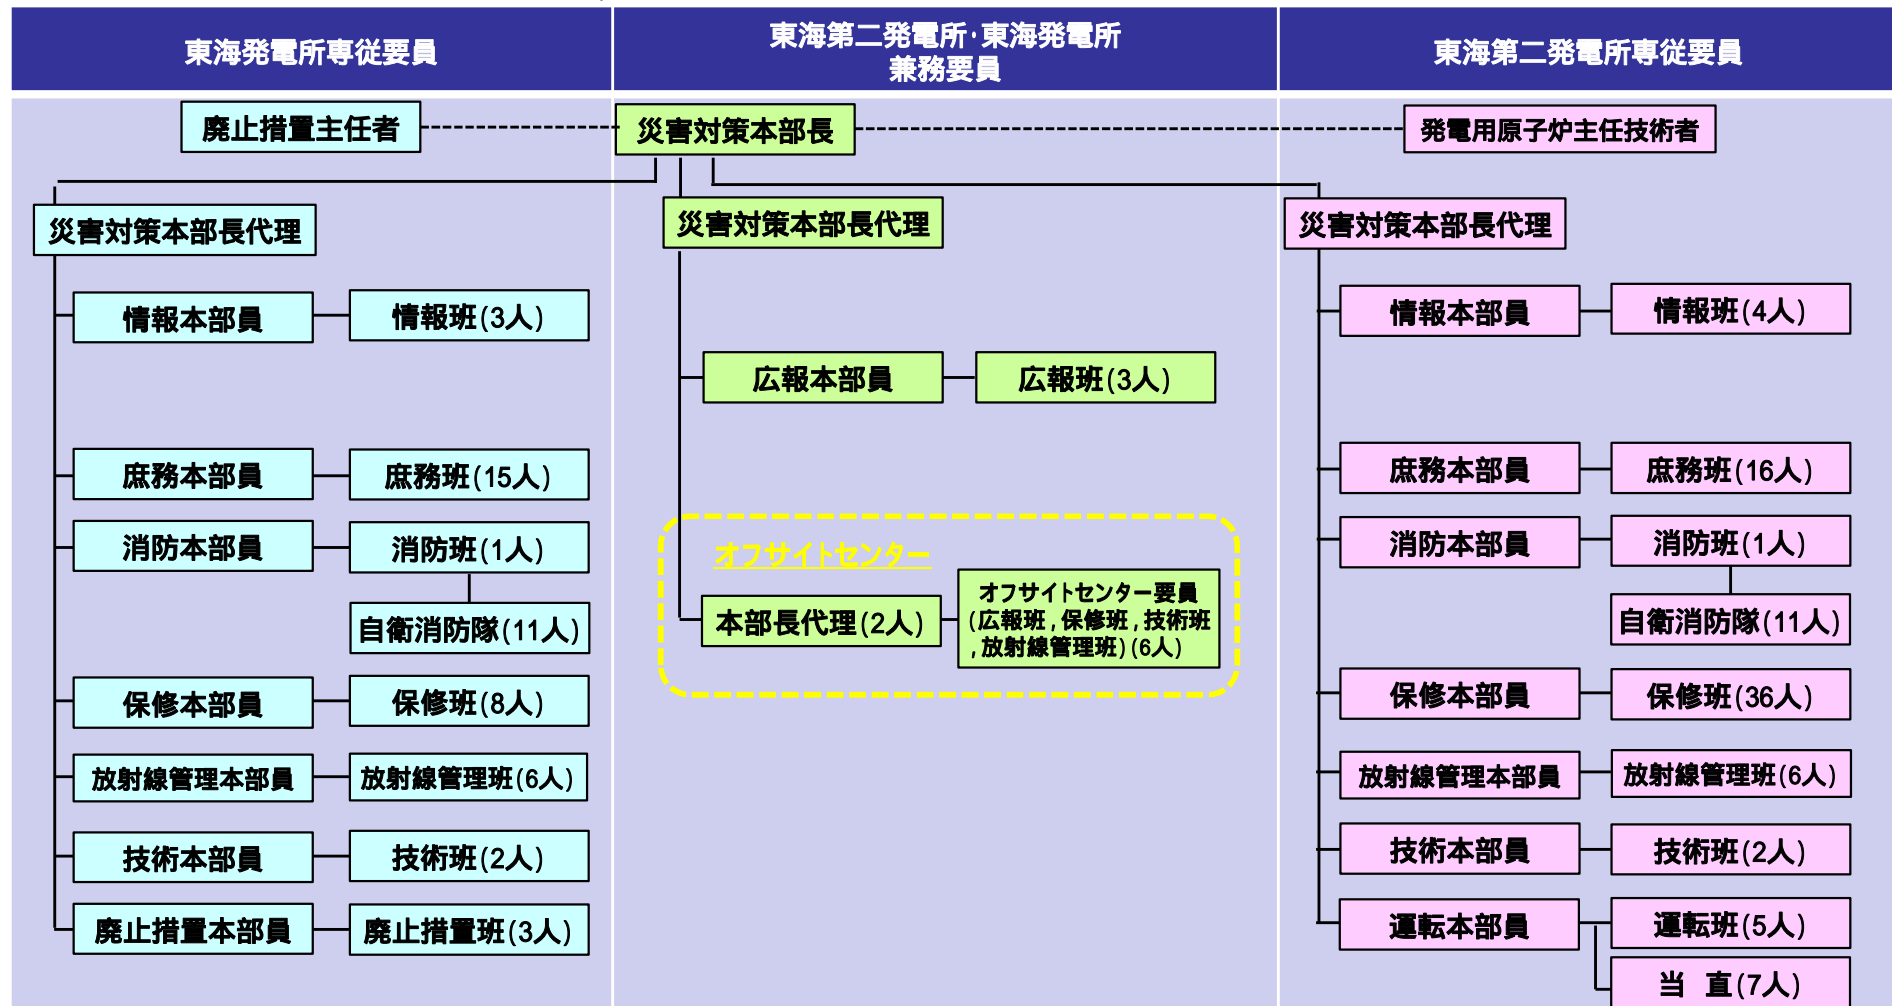 東海発電所専従要員
東海第二発電所・東海発電所
兼務要員
東海第二発電所専従要員
廃止措置主任者
災害対策本部長
発電用原子炉主任技術者
災害対策本部長代理
災害対策本部長代理
災害対策本部長代理
情報本部員
情報班(3人)
庶務本部員
庶務班(15人)
消防本部員
消防班(1人)
自衛消防隊(11人)
保修本部員
保修班(8人)
放射線管理本部員
放射線管理班(6人)
技術本部員
技術班(2人)
廃止措置本部員
廃止措置班(3人)
広報本部員
広報班(3人)
オフサイトセンター
本部長代理(2人)
オフサイトセンター要員
(広報班,保修班,技術班
,放射線管理班)(6人)
情報本部員
情報班(4人)
庶務本部員
庶務班(16人)
消防本部員
消防班(1人)
自衛消防隊(11人)
保修本部員
保修班(36人)
放射線管理本部員
放射線管理班(6人)
技術本部員
技術班(2人)
運転本部員
運転班(5人)
当　直(7人)